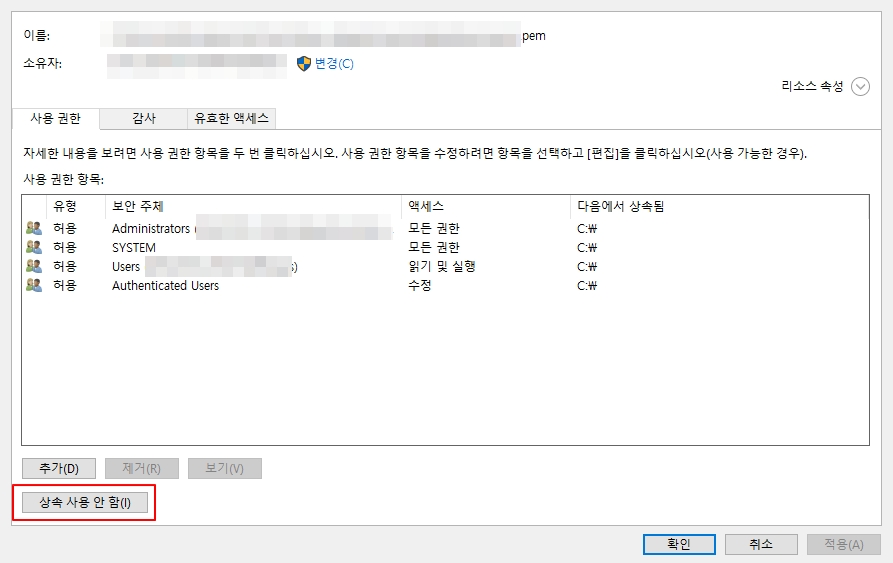 이름: pem
소유자: 변경(C)
리소스 속성
사용 권한 감사 유효한 액세스
자세한 내용을 보려면 사용 권한 항목을 두 번 클릭하십시오. 사용 권한 항목을 수정하려면 항목을 선택하고 [편집]을 클릭하십시오(사용 가능한 경우).
사용 권한 항목:
유형 보안 주체 액세스 다음에서 상속됨
허용 Administrators ( 모든 권한 C:₩
허용 SYSTEM 모든 권한 C:₩
허용 Users s) 읽기 및 실행 C:₩
허용 Authenticated Users 수정 C:₩
추가(D) 제거(R) 보기(V)
상속 사용 안 함(I)
확인 취소 적용(A)